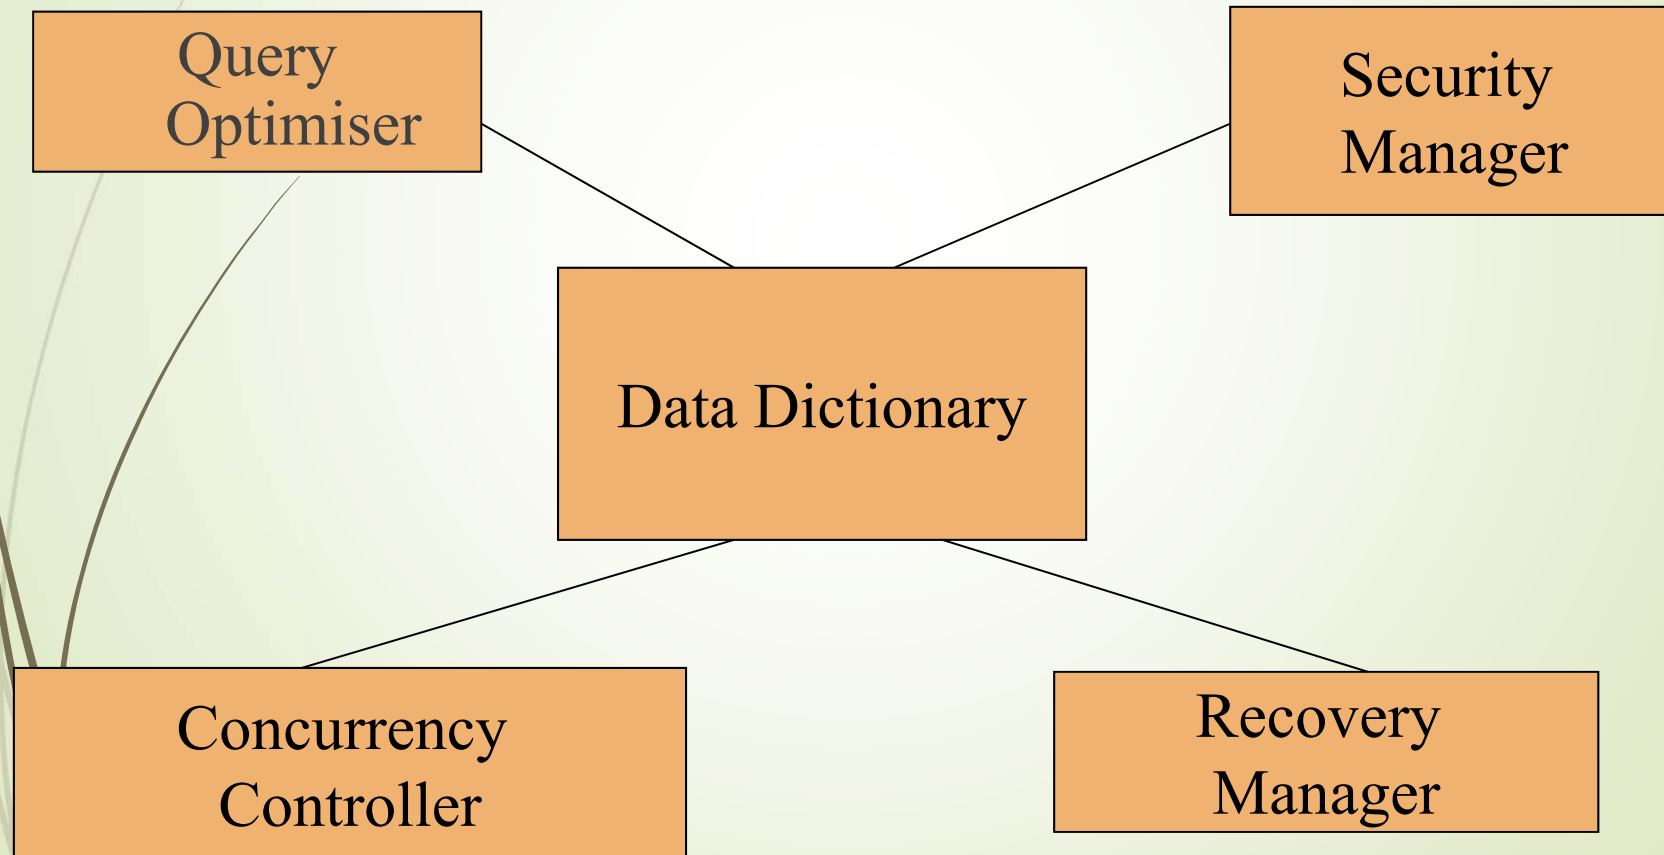 Query
Optimiser
Security
Manager
Data Dictionary
Concurrency
Controller
Recovery
Manager